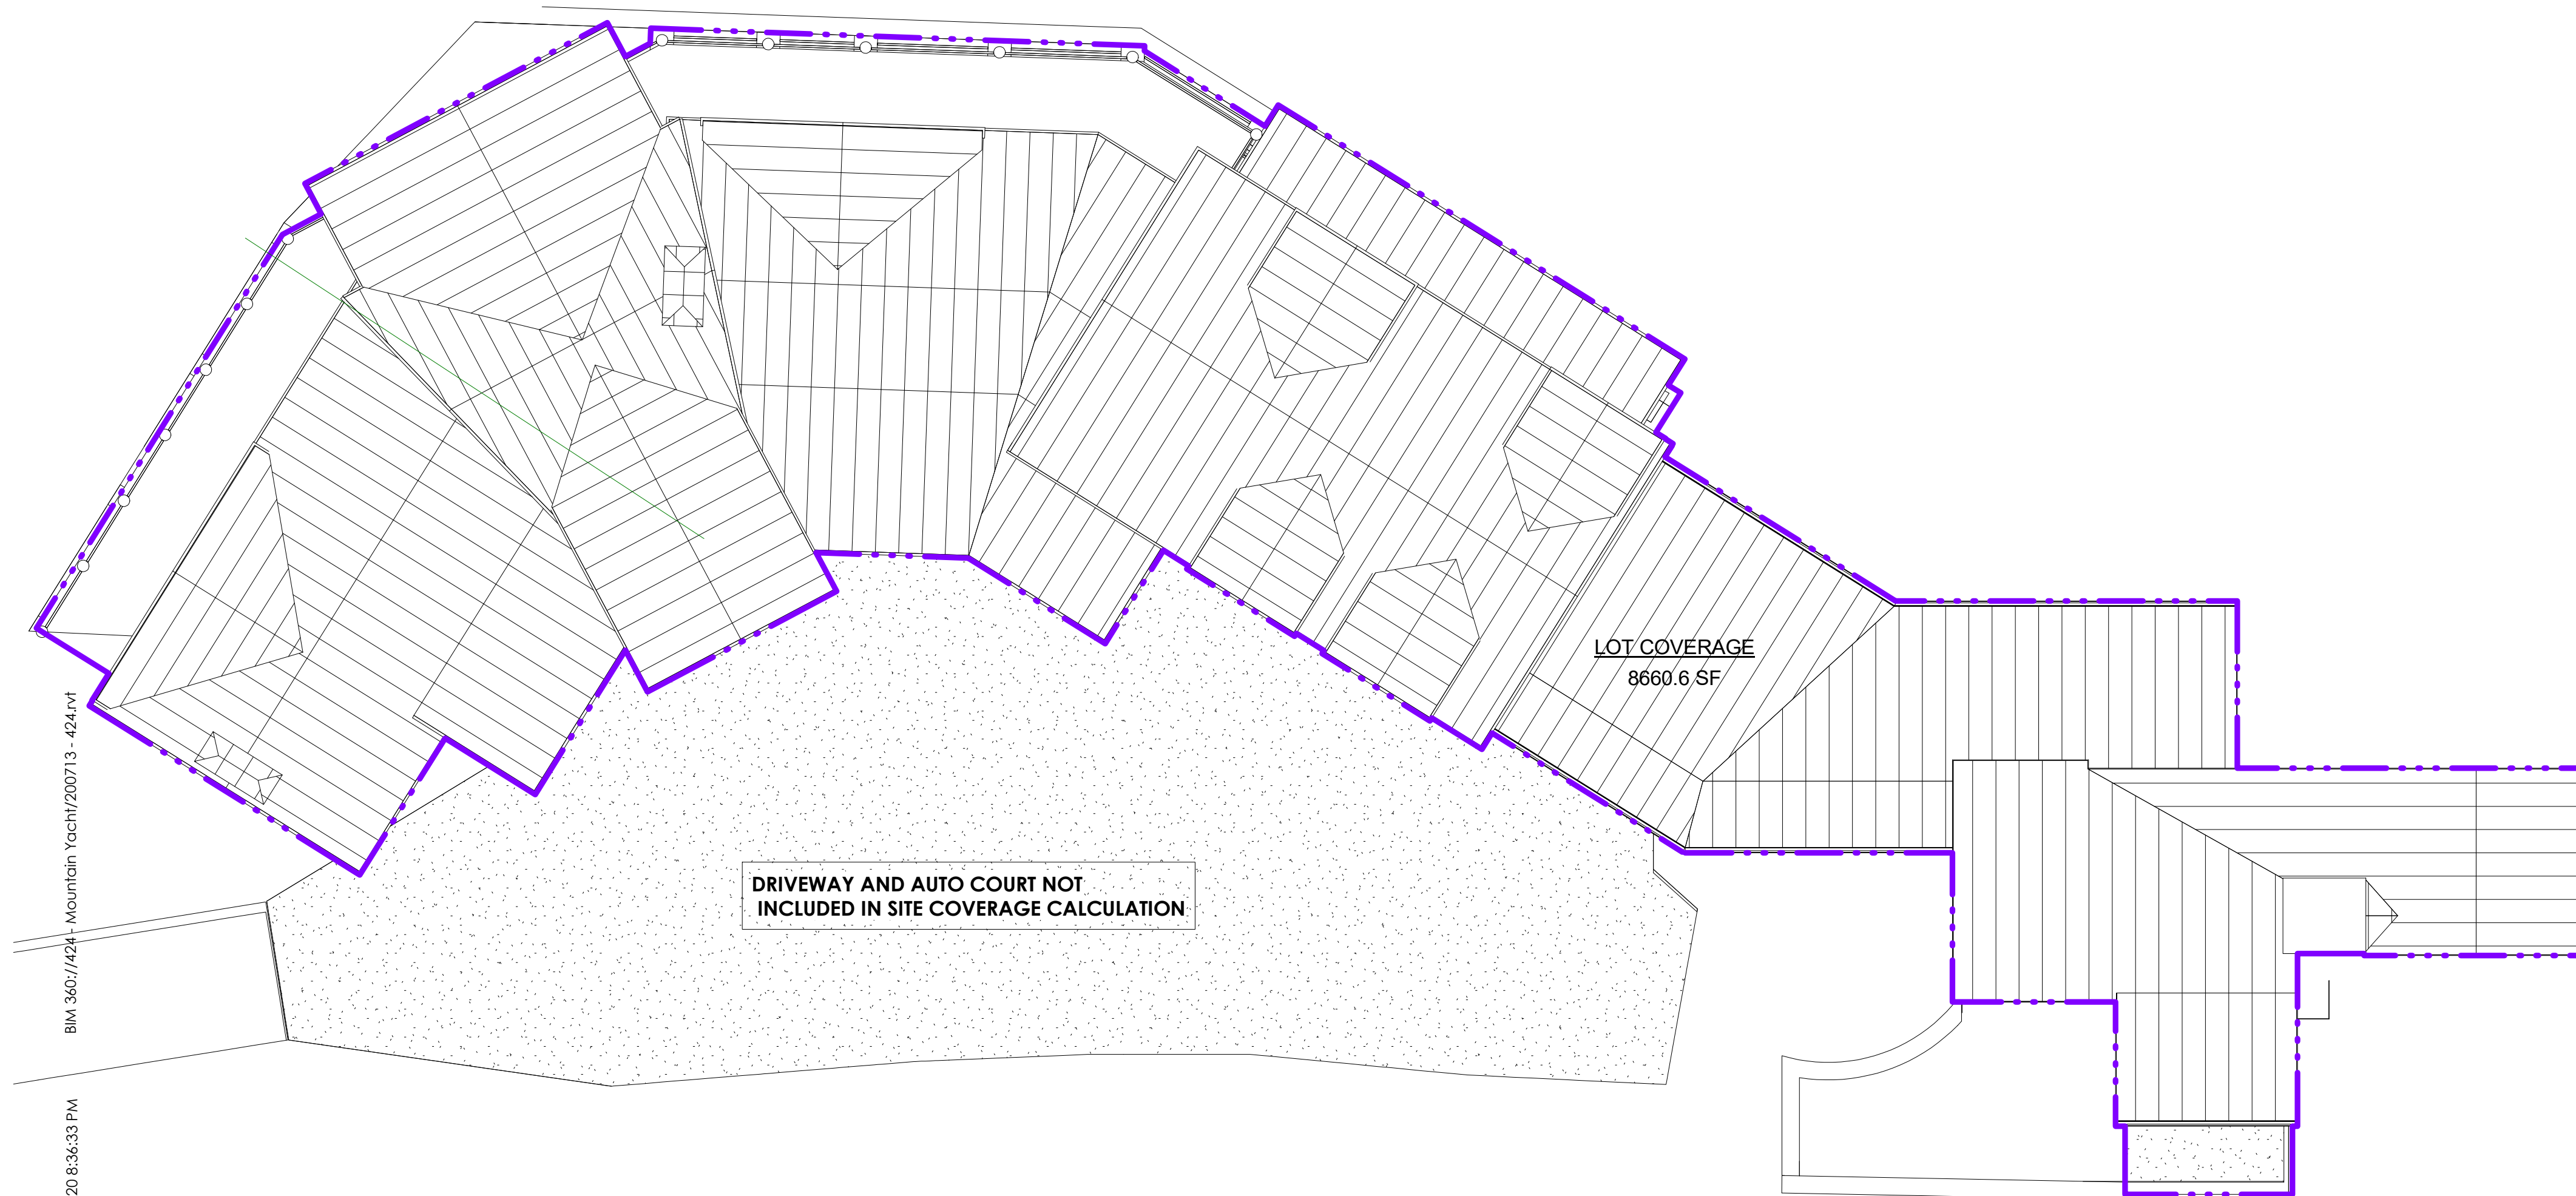 LOT COVERAGE
8660.6 SF
DRIVEWAY AND AUTO COURT NOT
INCLUDED IN SITE COVERAGE CALCULATION
BIM 360://424 - Mountain Yacht/200713 - 424.rvt
20 8:36:33 PM